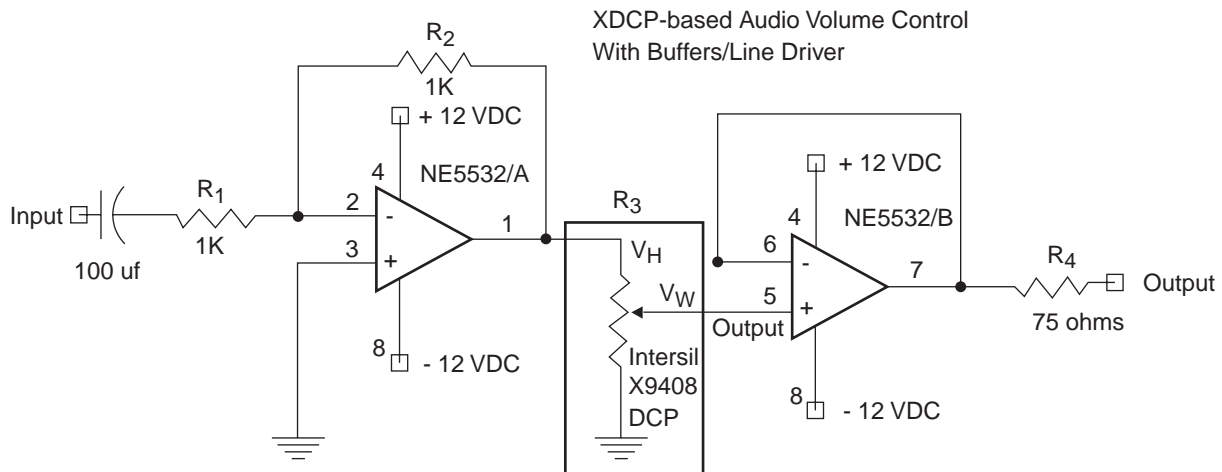 XDCP-based Audio Volume Control
With Buffers/Line Driver
R2
1K
+ 12 VDC
4
NE5532/A
Input
100 uf
R1
1K
2
-
3
+
1
8
- 12 VDC
R3
VH
VW
Output
Intersil
X9408
DCP
+ 12 VDC
4
NE5532/B
6
-
5
+
7
8
- 12 VDC
R4
75 ohms
Output